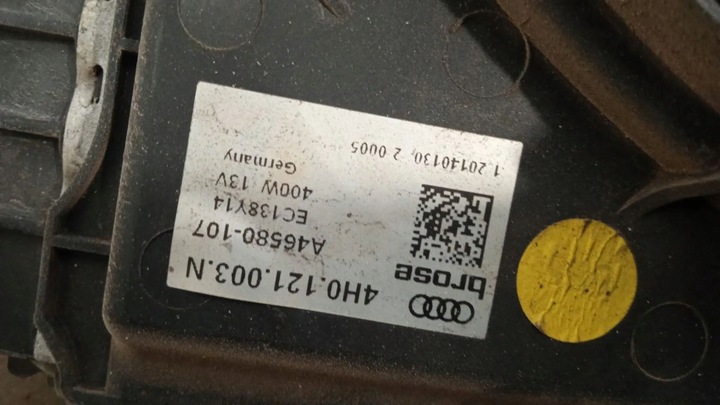 brose
4H0.121.003.N
A46580-107
EC138Y14
400W 13V
Germany
1 20140130 2 0005